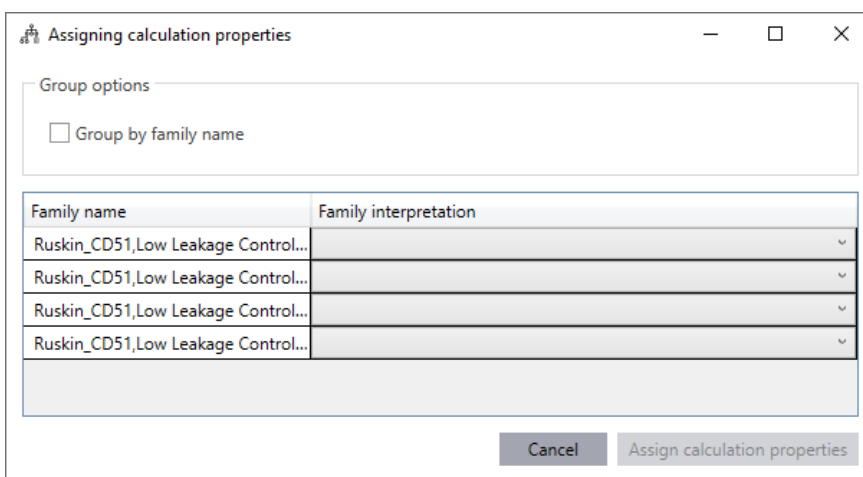 Assigning calculation properties
Group options
Group by family name
Family name Family interpretation
Ruskin_CD51,Low Leakage Control...
Ruskin_CD51,Low Leakage Control...
Ruskin_CD51,Low Leakage Control...
Ruskin_CD51,Low Leakage Control...
Cancel Assign calculation properties